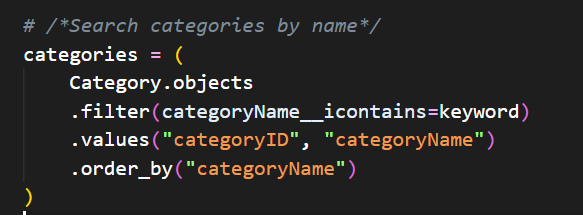 # /*Search categories by name*/
categories = (
    Category.objects
    .filter(categoryName__icontains=keyword)
    .values("categoryID", "categoryName")
    .order_by("categoryName")
)